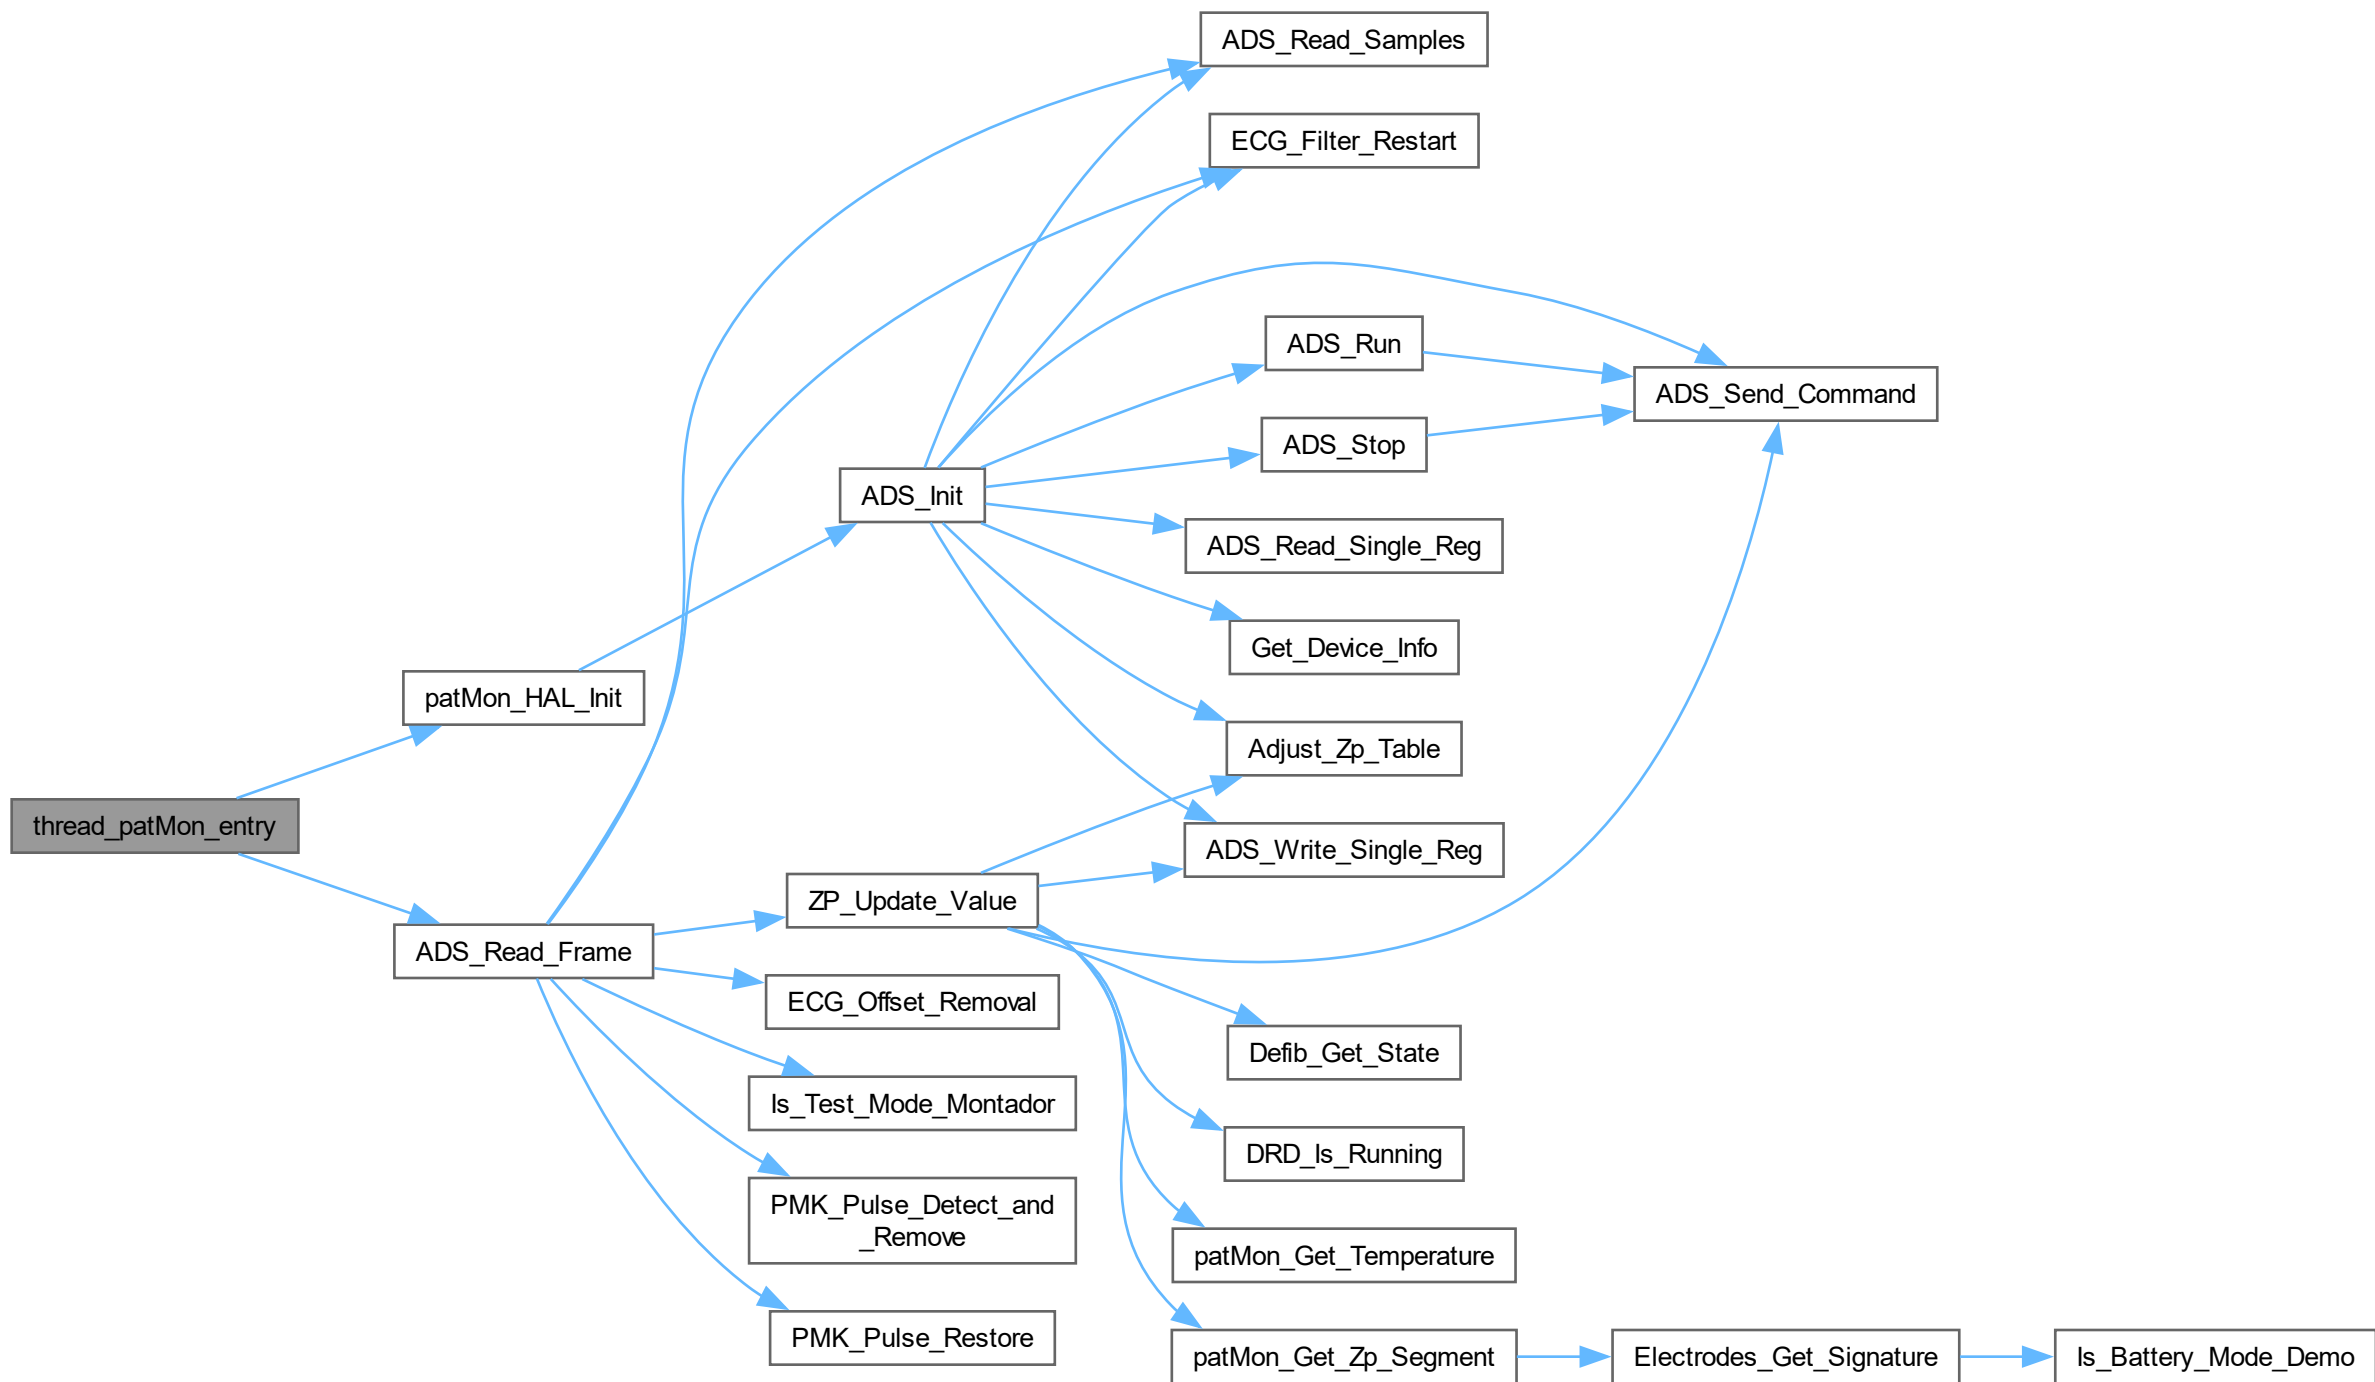 ADS_Read_Samples
ECG_Filter_Restart
ADS_Run
ADS_Send_Command
ADS_Stop
ADS_Init
ADS_Read_Single_Reg
Get_Device_Info
patMon_HAL_Init
Adjust_Zp_Table
thread_patMon_entry
ADS_Write_Single_Reg
ZP_Update_Value
ADS_Read_Frame
ECG_Offset_Removal
Defib_Get_State
Is_Test_Mode_Montador
DRD_Is_Running
PMK_Pulse_Detect_and
_Remove
patMon_Get_Temperature
PMK_Pulse_Restore
patMon_Get_Zp_Segment
Electrodes_Get_Signature
Is_Battery_Mode_Demo